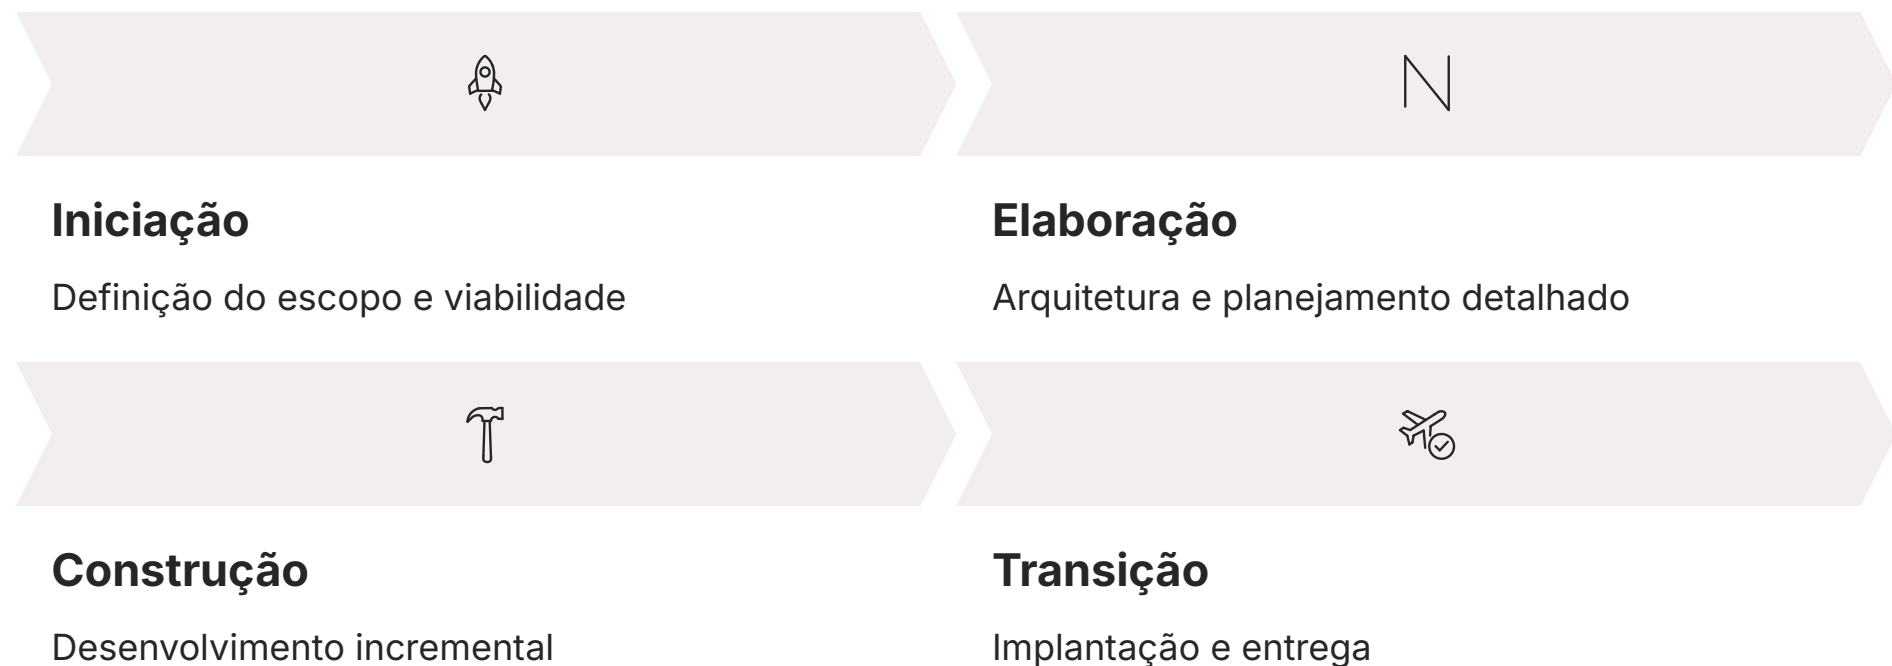 Iniciação
Definição do escopo e viabilidade
Elaboração
Arquitetura e planejamento detalhado
Construção
Desenvolvimento incremental
Transição
Implantação e entrega